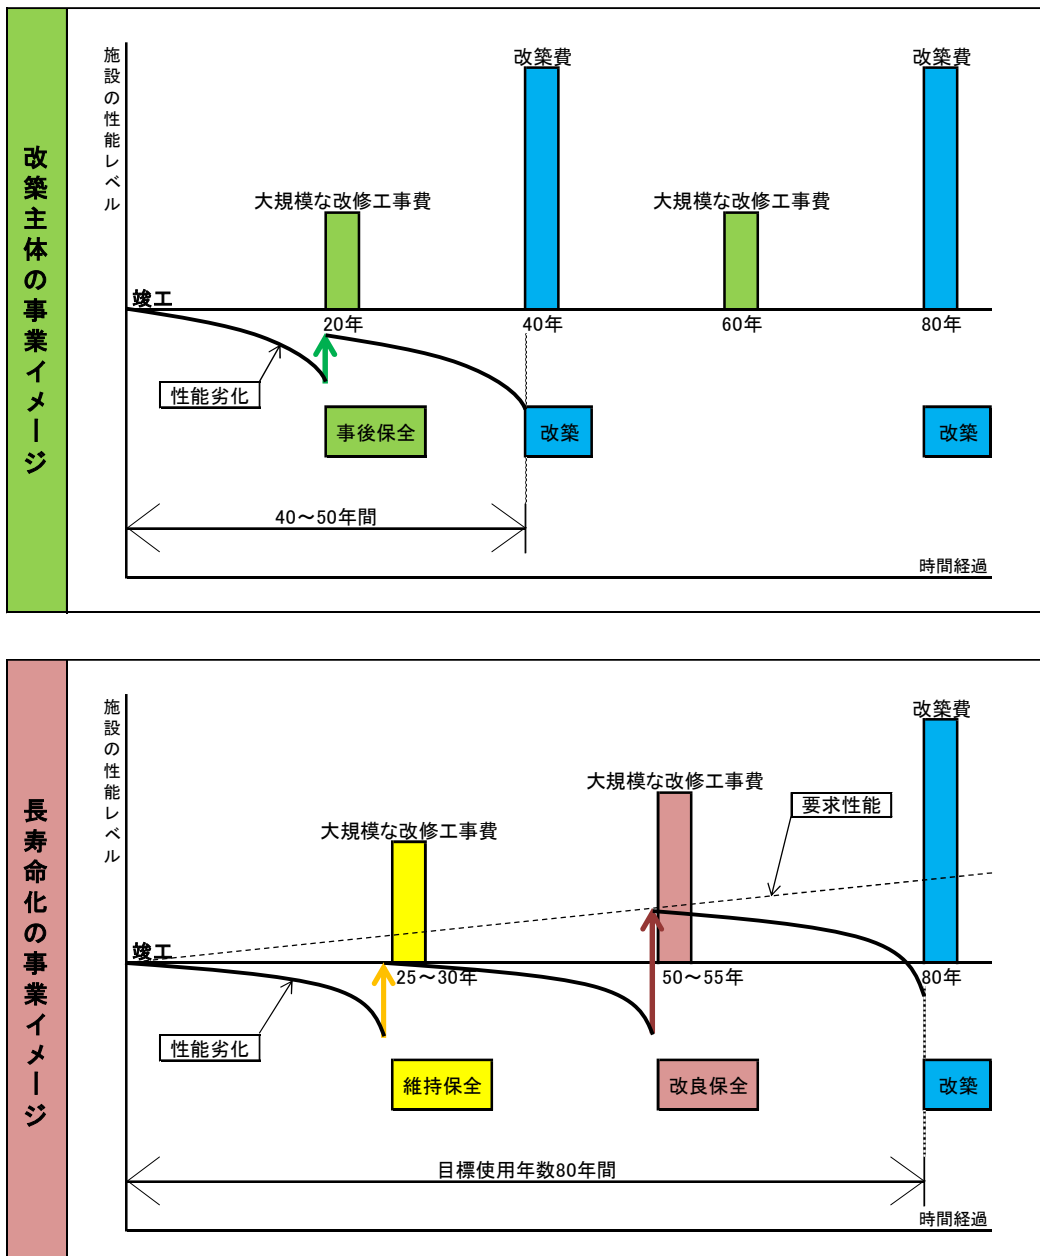 改築主体の事業イメージ
施設の性能レベル
改築費
改築費
大規模な改修工事費
大規模な改修工事費
竣工
20年
40年
60年
80年
性能劣化
事後保全
改築
改築
40～50年間
時間経過
長寿命化の事業イメージ
施設の性能レベル
改築費
大規模な改修工事費
要求性能
大規模な改修工事費
竣工
25～30年
50～55年
80年
性能劣化
維持保全
改良保全
改築
目標使用年数80年間
時間経過